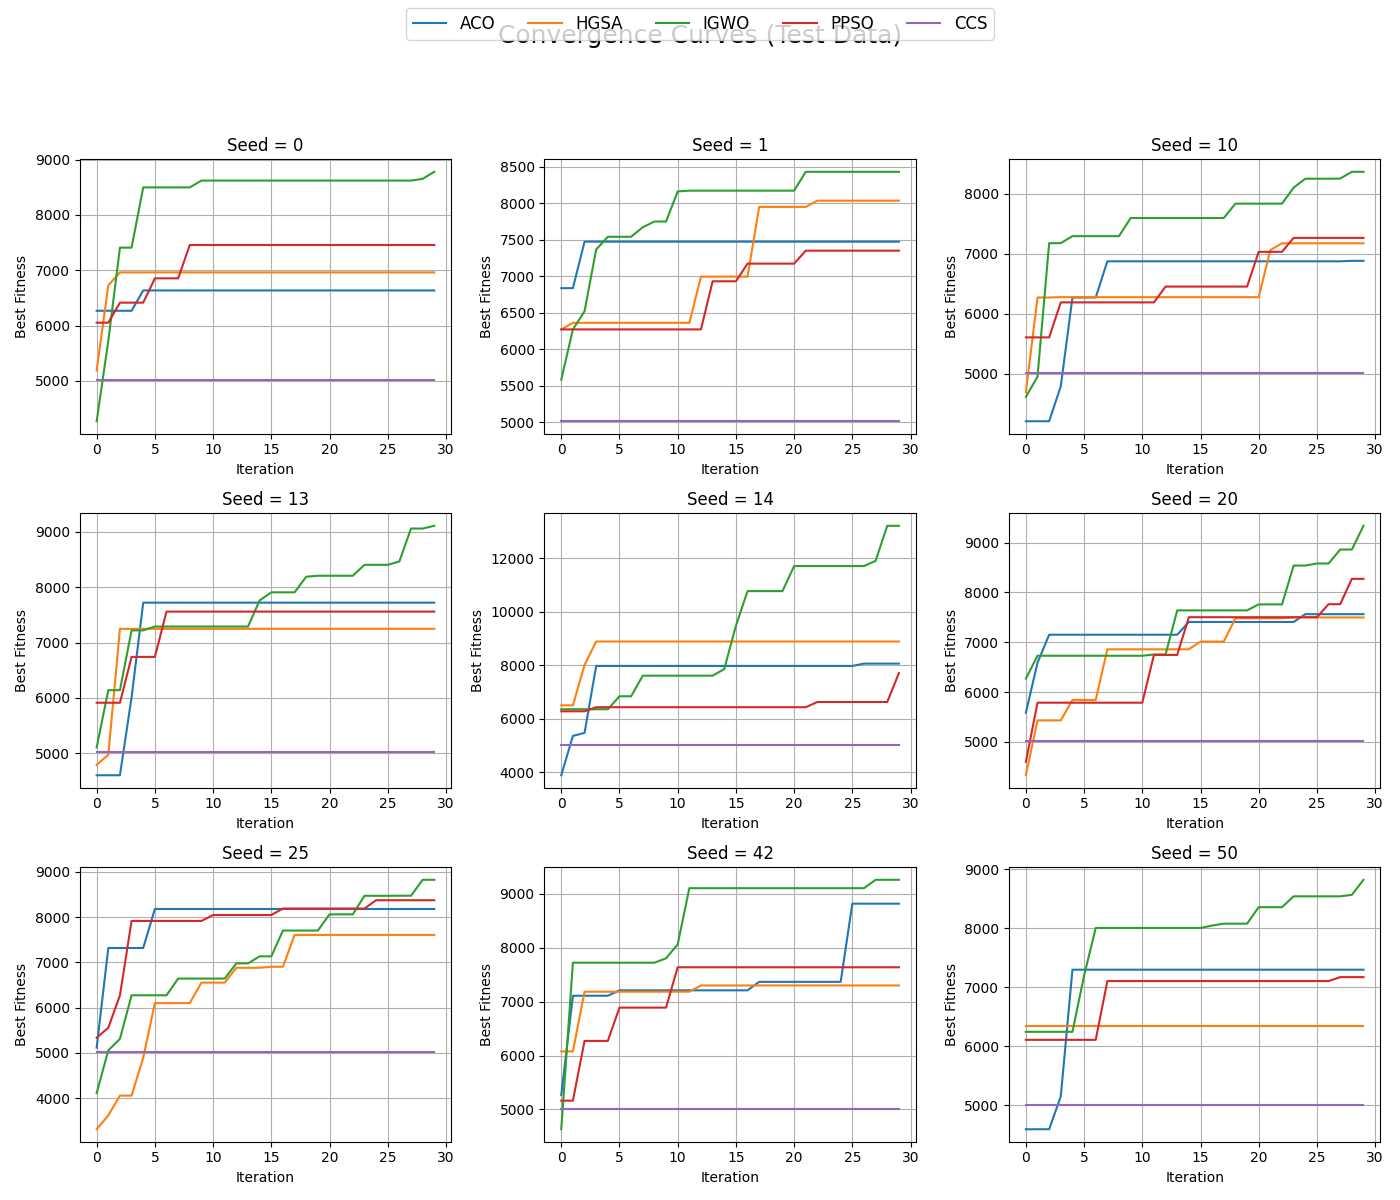 ACO HGSA IGWO PPSO CCS
Convergence Curves (Test Data)
Seed = 0
9000
8000
7000
6000
5000
Best Fitness
0 5 10 15 20 25 30
Iteration
Seed = 1
8500
8000
7500
7000
6500
6000
5500
5000
Best Fitness
0 5 10 15 20 25 30
Iteration
Seed = 10
8000
7000
6000
5000
Best Fitness
0 5 10 15 20 25 30
Iteration
Seed = 13
9000
8000
7000
6000
5000
Best Fitness
0 5 10 15 20 25 30
Iteration
Seed = 14
12000
10000
8000
6000
4000
Best Fitness
0 5 10 15 20 25 30
Iteration
Seed = 20
9000
8000
7000
6000
5000
Best Fitness
0 5 10 15 20 25 30
Iteration
Seed = 25
9000
8000
7000
6000
5000
4000
Best Fitness
0 5 10 15 20 25 30
Iteration
Seed = 42
9000
8000
7000
6000
5000
Best Fitness
0 5 10 15 20 25 30
Iteration
Seed = 50
9000
8000
7000
6000
5000
Best Fitness
0 5 10 15 20 25 30
Iteration